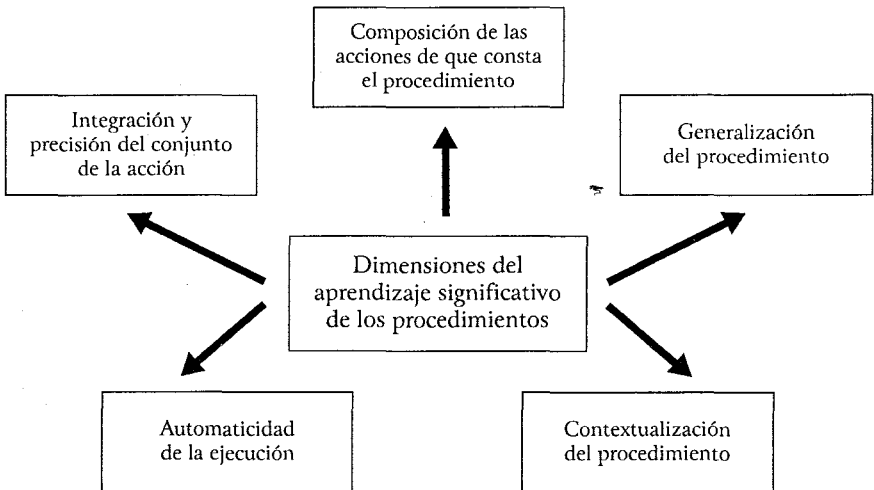 Composición de las
acciones de que consta
el procedimiento
Integración y
precisión del conjunto
de la acción
Generalización
del procedimiento
Dimensiones del
aprendizaje significativo
de los procedimientos
Automaticidad
de la ejecución
Contextualización
del procedimiento